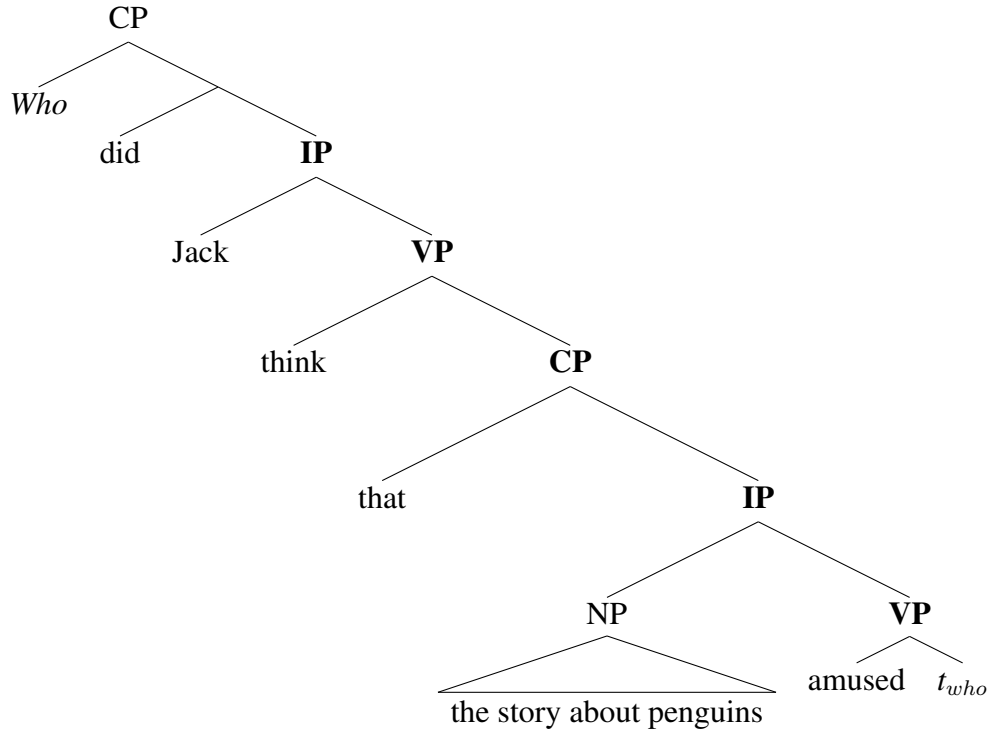 CP
Who
did
IP
Jack
VP
think
CP
that
IP
NP
VP
the story about penguins
amused
t_who